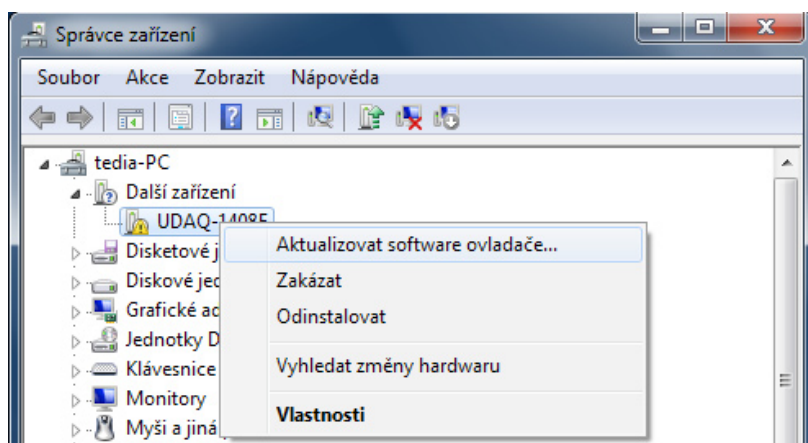 Správce zařízení
Soubor Akce Zobrazit Nápověda
tedia-PC
Další zařízení
UDAQ-1408E
Aktualizovat software ovladače...
Disketové j
Zakázat
Diskové jed
Odinstalovat
Grafické ad
Jednotky D
Vyhledat změny hardwaru
Klávesnice
Monitory
Vlastnosti
Myši a jiná